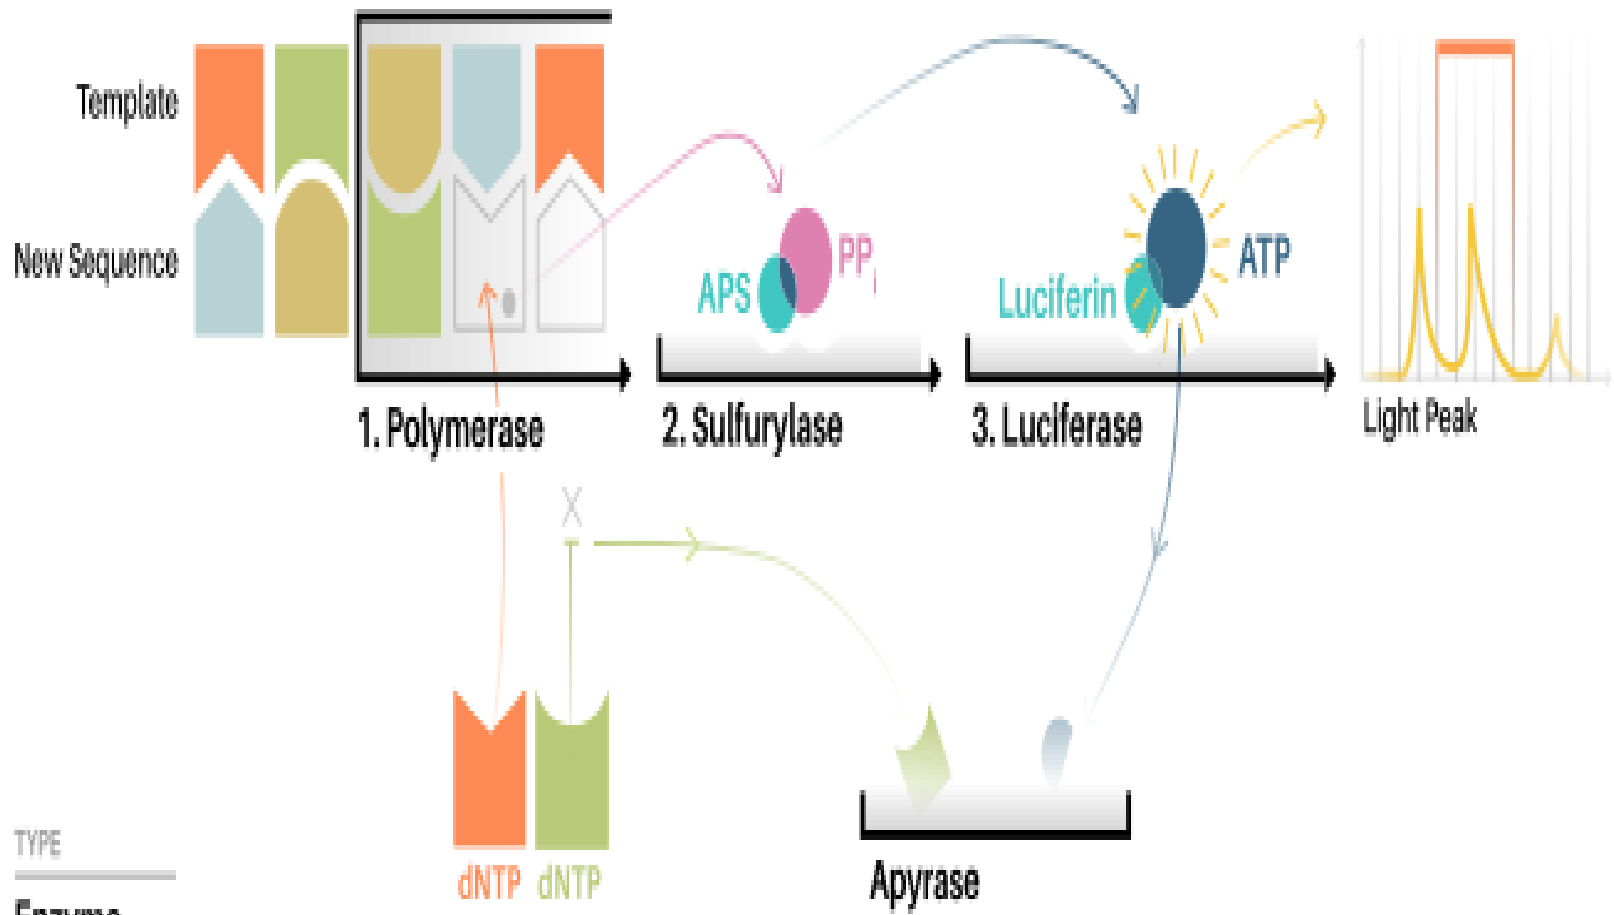 Template
New Sequence
APS
PPi
Luciferin
ATP
1. Polymerase
2. Sulfurylase
3. Luciferase
Light Peak
X
dNTP
dNTP
Apyrase
TYPE
Enzyme